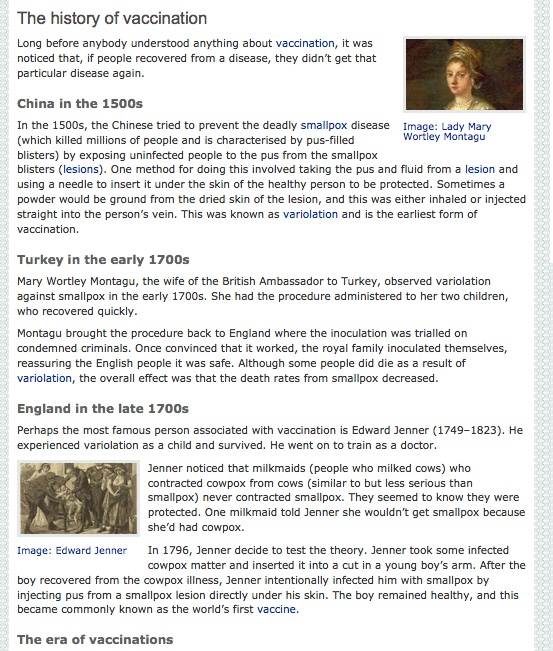 The history of vaccination
Long before anybody understood anything about vaccination, it was
noticed that, if people recovered from a disease, they didn't get that
particular disease again.
Image: Lady Mary
Wortley Montagu
China in the 1500s
In the 1500s, the Chinese tried to prevent the deadly smallpox disease
(which killed millions of people and is characterised by pus-filled
blisters) by exposing uninfected people to the pus from the smallpox
blisters (lesions). One method for doing this involved taking the pus and fluid from a lesion and
using a needle to insert it under the skin of the healthy person to be protected. Sometimes a
powder would be ground from the dried skin of the lesion, and this was either inhaled or injected
straight into the person's vein. This was known as variolation and is the earliest form of
vaccination.
Turkey in the early 1700s
Mary Wortley Montagu, the wife of the British Ambassador to Turkey, observed variolation
against smallpox in the early 1700s. She had the procedure administered to her two children,
who recovered quickly.
Montagu brought the procedure back to England where the inoculation was trialled on
condemned criminals. Once convinced that it worked, the royal family inoculated themselves,
reassuring the English people it was safe. Although some people did die as a result of
variolation, the overall effect was that the death rates from smallpox decreased.
England in the late 1700s
Perhaps the most famous person associated with vaccination is Edward Jenner (1749–1823). He
experienced variolation as a child and survived. He went on to train as a doctor.
Jenner noticed that milkmaids (people who milked cows) who
contracted cowpox from cows (similar to but less serious than
smallpox) never contracted smallpox. They seemed to know they were
protected. One milkmaid told Jenner she wouldn't get smallpox because
she'd had cowpox.
Image: Edward Jenner
In 1796, Jenner decide to test the theory. Jenner took some infected
cowpox matter and inserted it into a cut in a young boy's arm. After the
boy recovered from the cowpox illness, Jenner intentionally infected him with smallpox by
injecting pus from a smallpox lesion directly under his skin. The boy remained healthy, and this
became commonly known as the world's first vaccine.
The era of vaccinations